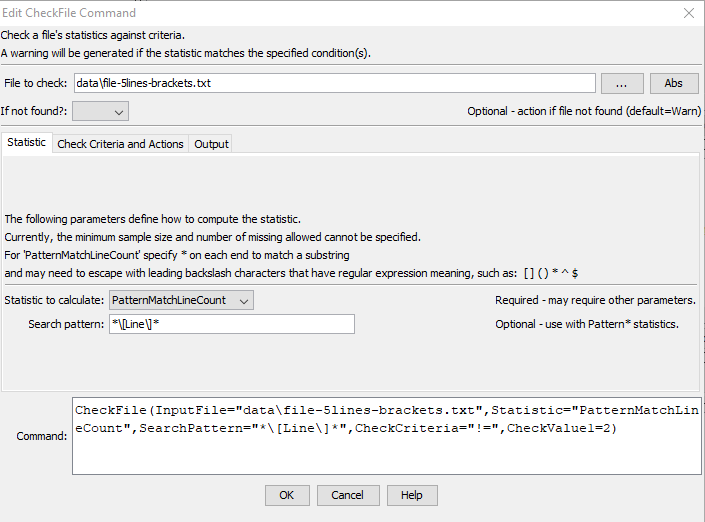 Edit CheckFile Command
Check a file's statistics against criteria.
A warning will be generated if the statistic matches the specified condition(s).
File to check: data\file-5lines-brackets.txt ... Abs
If not found?: Optional - action if file not found (default=Warn)
Statistic Check Criteria and Actions Output
The following parameters define how to compute the statistic.
Currently, the minimum sample size and number of missing allowed cannot be specified.
For 'PatternMatchLineCount' specify * on each end to match a substring
and may need to escape with leading backslash characters that have regular expression meaning, such as: [ ] ( ) * ^ $
Statistic to calculate: PatternMatchLineCount Required - may require other parameters.
Search pattern: *\[Line\]* Optional - use with Pattern* statistics.
CheckFile(InputFile="data\file-5lines-brackets.txt",Statistic="PatternMatchLin
eCount",SearchPattern="*\[Line\]*",CheckCriteria="!=",CheckValue1=2)
Command:
OK Cancel Help